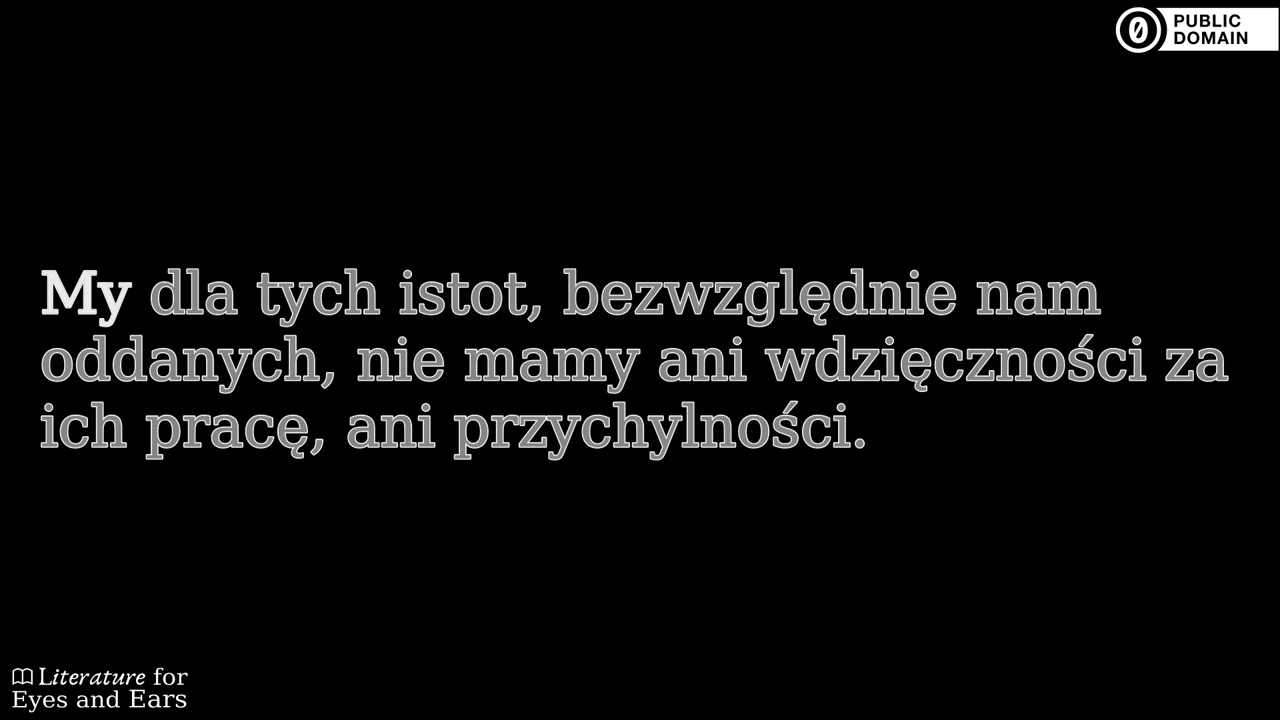 PUBLIC
DOMAIN
My dla tych istot, bezwzględnie nam
oddanych, nie mamy ani wdzięczności za
ich pracę, ani przychylności.
Literature for
Eyes and Ears